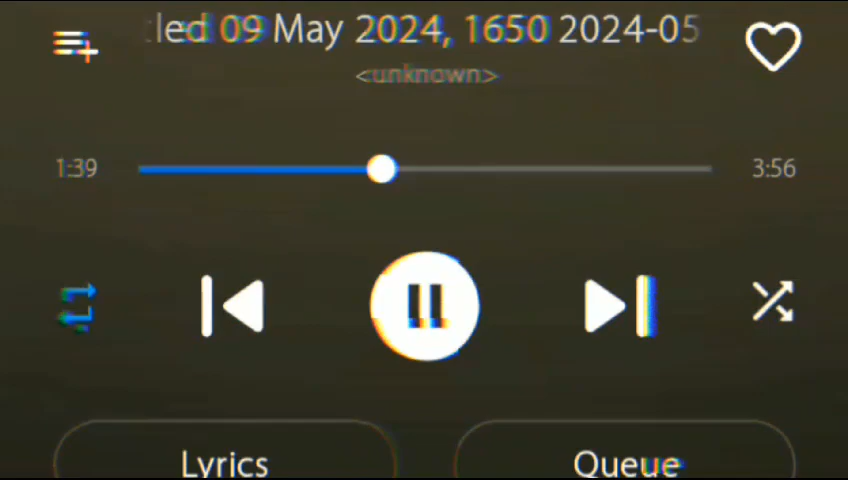 led 09 May 2024, 1650 2024-05
<unknown>
1:39
3:56
Lyrics
Queue